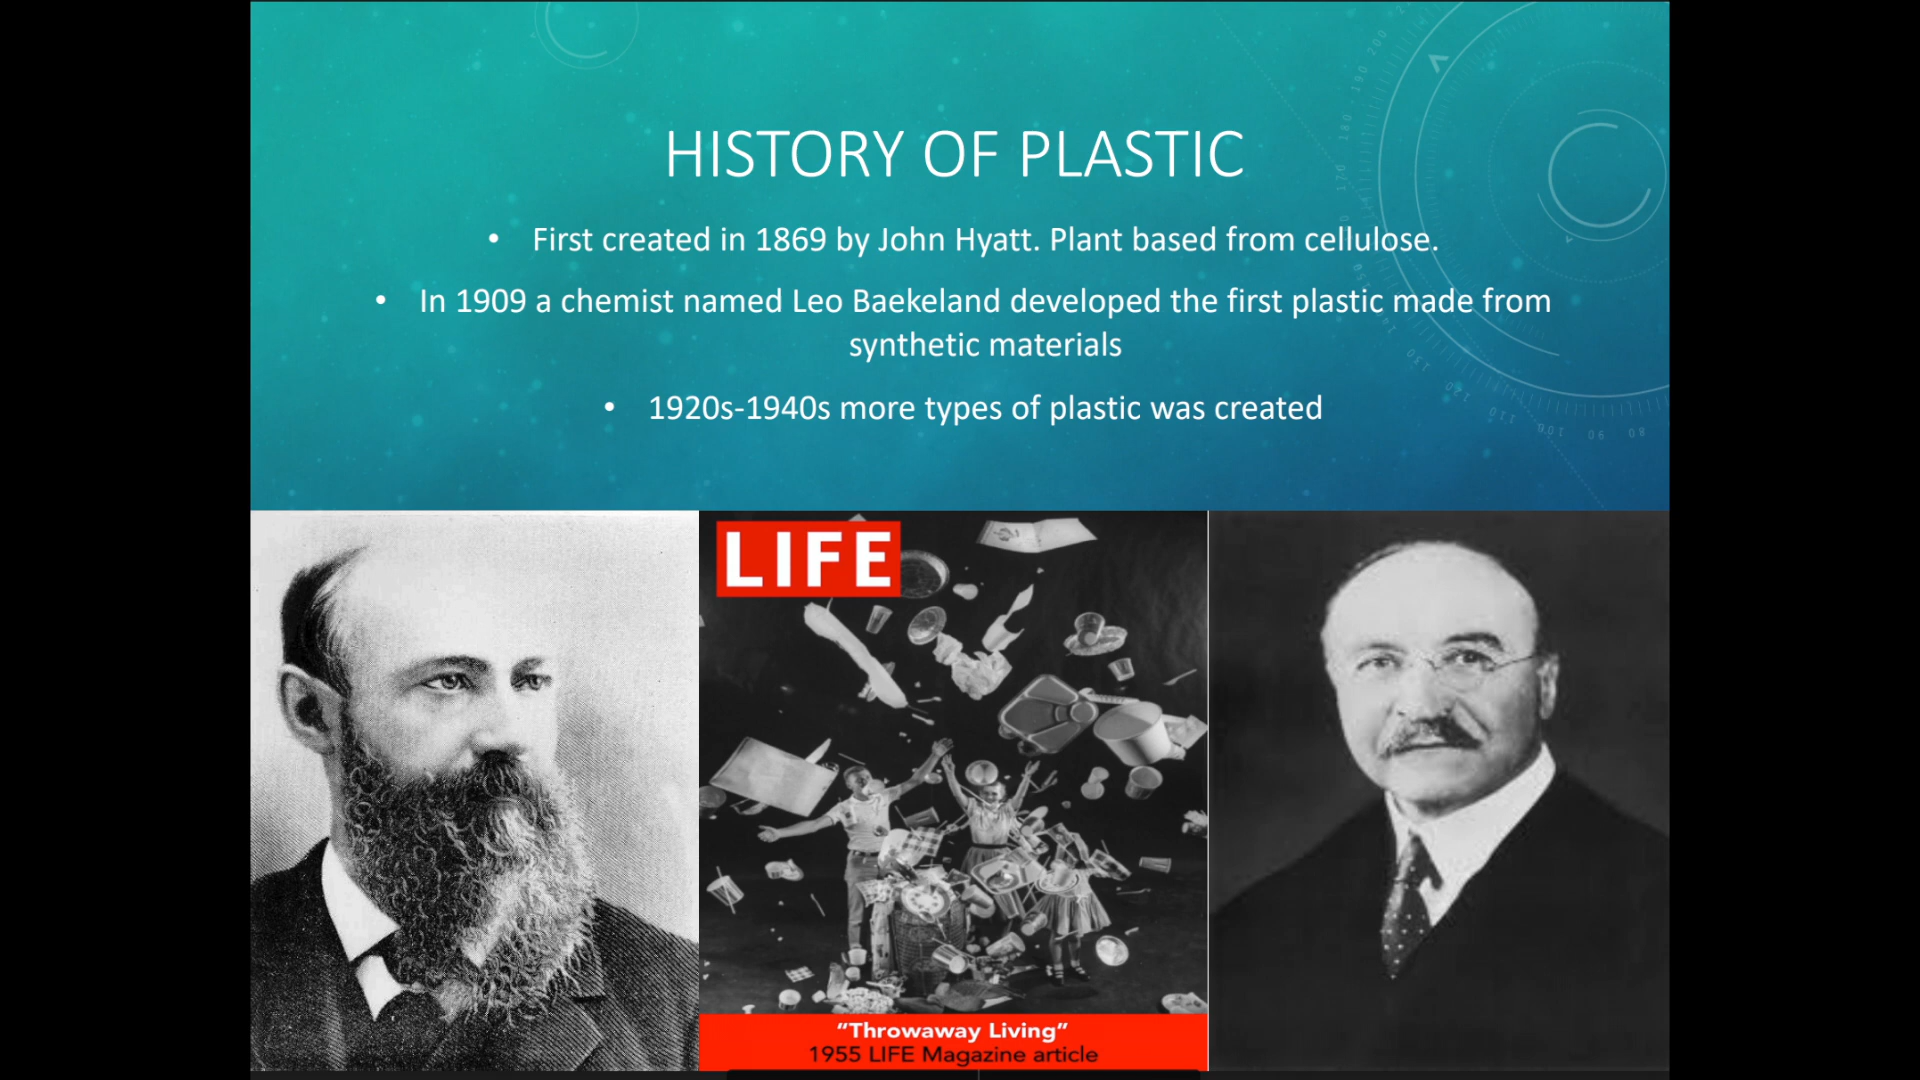 HISTORY OF PLASTIC
• First created in 1869 by John Hyatt. Plant based from cellulose.
• In 1909 a chemist named Leo Baekeland developed the first plastic made from
synthetic materials
• 1920s-1940s more types of plastic was created
LIFE
“Throwaway Living”
1955 LIFE Magazine article